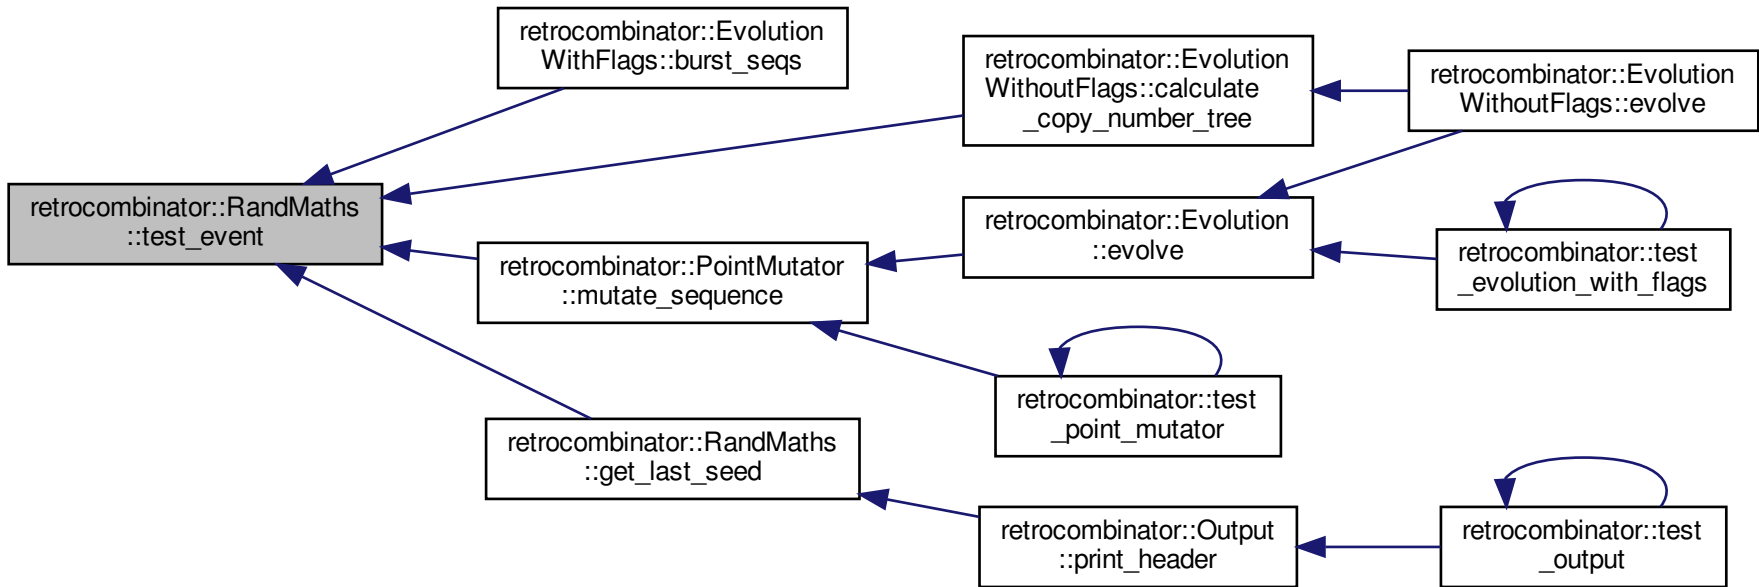 retrocombinator::RandMaths
::test_event
retrocombinator::Evolution
WithFlags::burst_seqs
retrocombinator::Evolution
WithoutFlags::calculate
_copy_number_tree
retrocombinator::Evolution
WithoutFlags::evolve
retrocombinator::PointMutator
::mutate_sequence
retrocombinator::Evolution
::evolve
retrocombinator::test
_evolution_with_flags
retrocombinator::test
_point_mutator
retrocombinator::RandMaths
::get_last_seed
retrocombinator::Output
::print_header
retrocombinator::test
_output